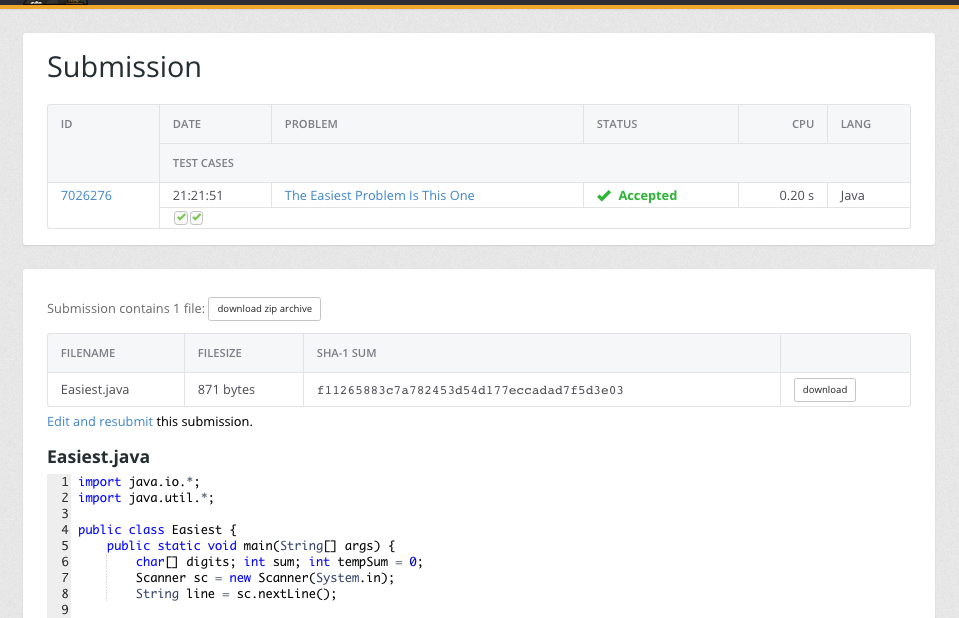 Submission
ID DATE PROBLEM STATUS CPU LANG
TEST CASES
7026276 21:21:51 The Easiest Problem Is This One Accepted 0.20 s Java
Submission contains 1 file: download zip archive
FILENAME FILESIZE SHA-1 SUM
Easiest.java 871 bytes f11265883c7a782453d54d177eccadad7f5d3e03 download
Edit and resubmit this submission.
Easiest.java
1 import java.io.*;
2 import java.util.*;
3
4 public class Easiest {
5 public static void main(String[] args) {
6 char[] digits; int sum; int tempSum = 0;
7 Scanner sc = new Scanner(System.in);
8 String line = sc.nextLine();
9